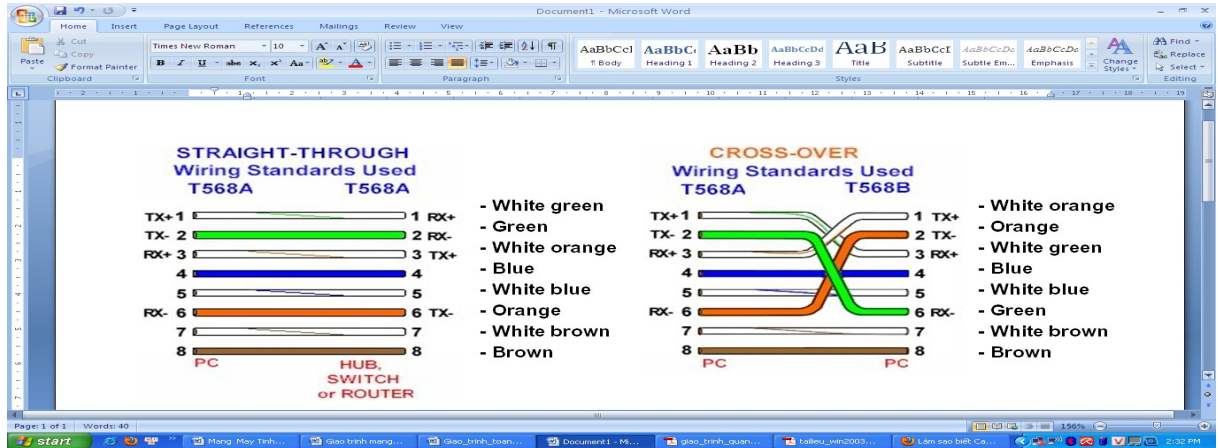 Document1 - Microsoft Word
Home Insert Page Layout References Mailings Review View
Paste
Cut
Copy
Format Painter
Clipboard
Times New Roman 10
Font
Paragraph
AaBbCcI AaBbC AaBb AaBbCcDd AaB AaBbCcI AaBbCcDc AaBbCcDc
¶ Body Heading 1 Heading 2 Heading 3 Title Subtitle Subtle Em... Emphasis
Change Styles
Styles
Find
Replace
Select
Editing
STRAIGHT-THROUGH
Wiring Standards Used
T568A T568A
TX+ 1 1 RX+
TX- 2 2 RX-
RX+ 3 3 TX+
4 4
5 5
RX- 6 6 TX-
7 7
8 8
PC HUB,
SWITCH
or ROUTER
- White green
- Green
- White orange
- Blue
- White blue
- Orange
- White brown
- Brown
CROSS-OVER
Wiring Standards Used
T568A T568B
TX+ 1 1 TX+
TX- 2 2 TX-
RX+ 3 3 RX+
4 4
5 5
RX- 6 6 RX-
7 7
8 8
PC PC
- White orange
- Orange
- White green
- Blue
- White blue
- Green
- White brown
- Brown
Page: 1 of 1 Words: 40 156%
start Mang May Tinh... Giao trinh mang... Giao_trinh_toan... Document1 - Mi... giao_trinh_quan... tailieu_win2003... Làm sao biết Ca... 2:32 PM